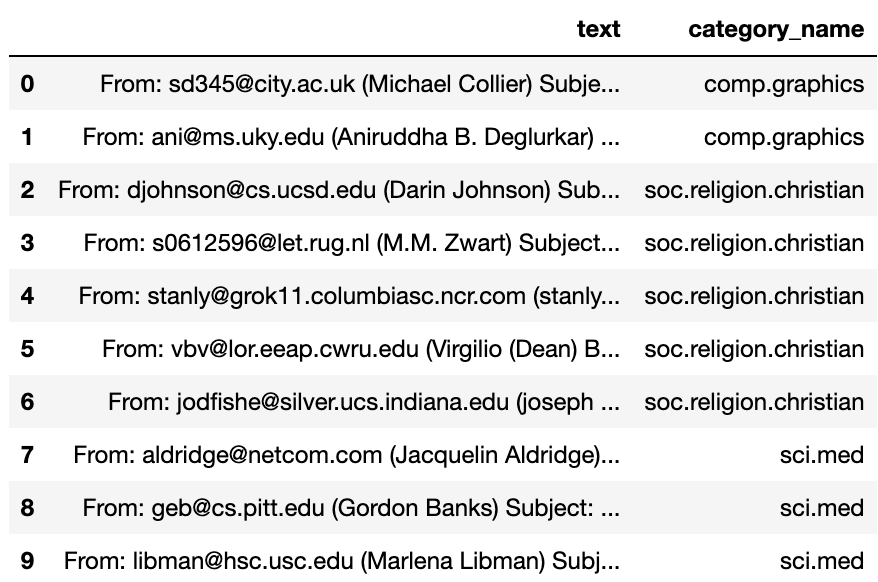 text category_name
0 From: sd345@city.ac.uk (Michael Collier) Subje... comp.graphics
1 From: ani@ms.uky.edu (Aniruddha B. Deglurkar) ... comp.graphics
2 From: djohnson@cs.ucsd.edu (Darin Johnson) Sub... soc.religion.christian
3 From: s0612596@let.rug.nl (M.M. Zwart) Subject... soc.religion.christian
4 From: stanly@grok11.columbiasc.ncr.com (stanly... soc.religion.christian
5 From: vbv@lor.eeap.cwru.edu (Virgilio (Dean) B... soc.religion.christian
6 From: jodfishe@silver.ucs.indiana.edu (joseph ... soc.religion.christian
7 From: aldridge@netcom.com (Jacquelin Aldridge)... sci.med
8 From: geb@cs.pitt.edu (Gordon Banks) Subject: ... sci.med
9 From: libman@hsc.usc.edu (Marlena Libman) Subj... sci.med